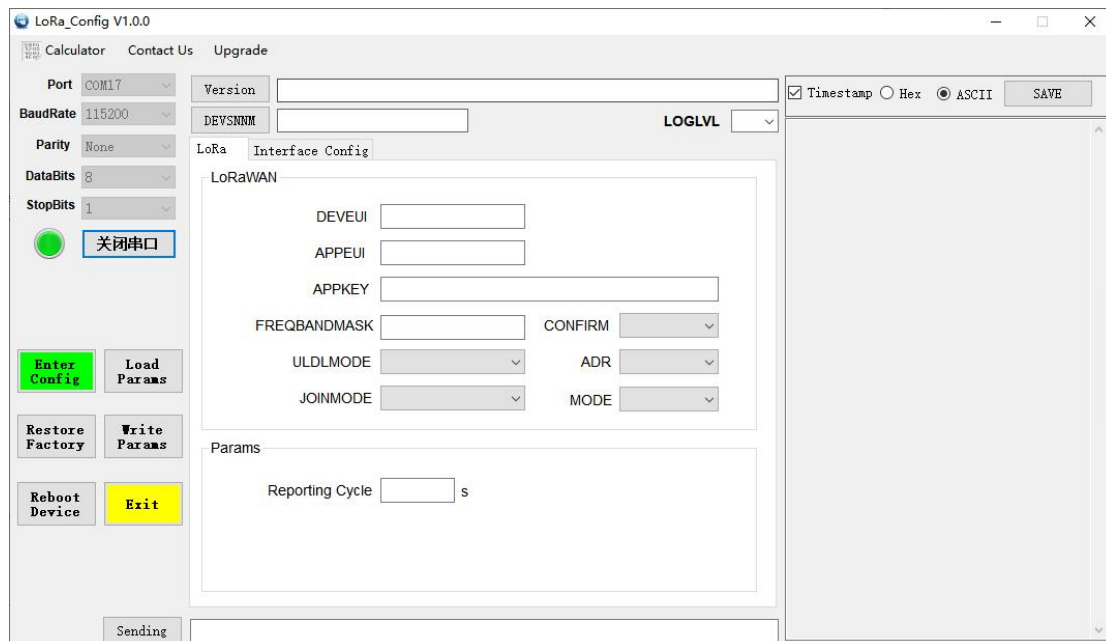 LoRa_Config V1.0.0
Calculator Contact Us Upgrade
Port COM17
BaudRate 115200
Parity None
DataBits 8
StopBits 1
关闭串口
Enter Config
Load Params
Restore Factory
Write Params
Reboot Device
Exit
Sending
Version
DEVSNNM
LOGLVL
LoRa Interface Config
LoRaWAN
DEVEUI
APPEUI
APPKEY
FREQBANDMASK CONFIRM
ULDLMODE ADR
JOINMODE MODE
Params
Reporting Cycle s
Timestamp Hex ASCII SAVE